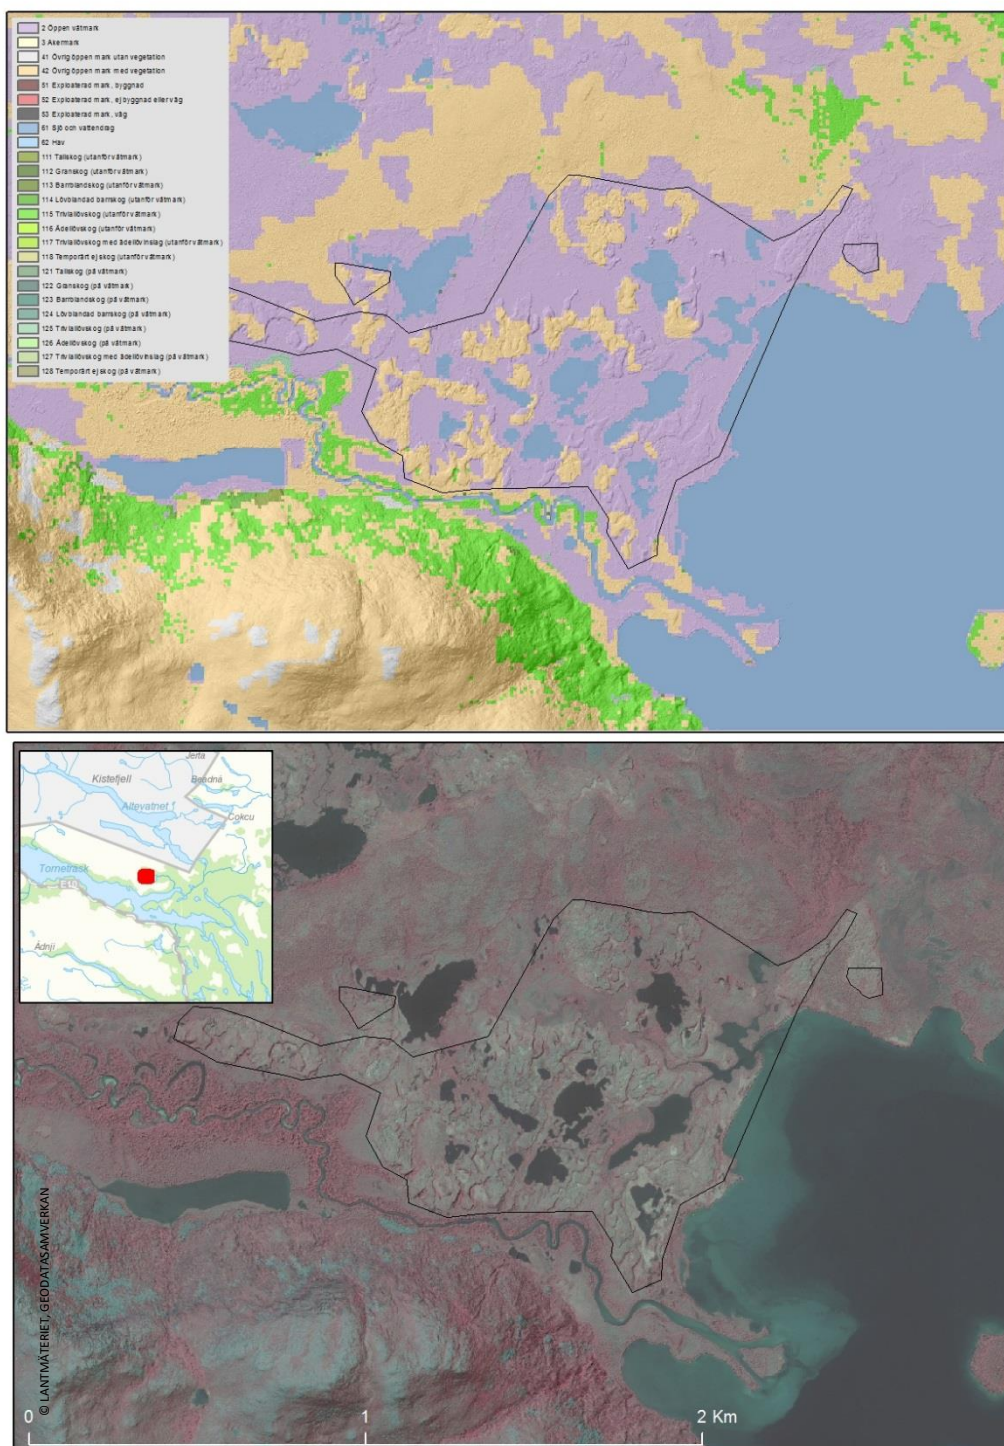 2 Öppen våtmark
3 Åkermark
41 Övrig öppen mark utan vegetation
42 Övrig öppen mark med vegetation
51 Exploaterad mark, byggnad
52 Exploaterad mark, ej byggnad eller väg
53 Exploaterad mark, väg
61 Sjö och vattendrag
62 Hav
111 Tallskog (utanför våtmark)
112 Granskog (utanför våtmark)
113 Barrblandskog (utanför våtmark)
114 Lövblandad barrskog (utanför våtmark)
115 Triviallövskog (utanför våtmark)
116 Ädellövskog (utanför våtmark)
117 Triviallövskog med ädellövinslag (utanför våtmark)
118 Temporärt ej skog (utanför våtmark)
121 Tallskog (på våtmark)
122 Granskog (på våtmark)
123 Barrblandskog (på våtmark)
124 Lövblandad barrskog (på våtmark)
125 Triviallövskog (på våtmark)
126 Ädellövskog (på våtmark)
127 Triviallövskog med ädellövinslag (på våtmark)
128 Temporärt ej skog (på våtmark)
Jerta
Kistefjell
Altevatnet
Cokcu
Torneträsk
E10
Ádnji
© LANTMÄTERIET, GEODATASAMVERKAN
0 1 2 Km